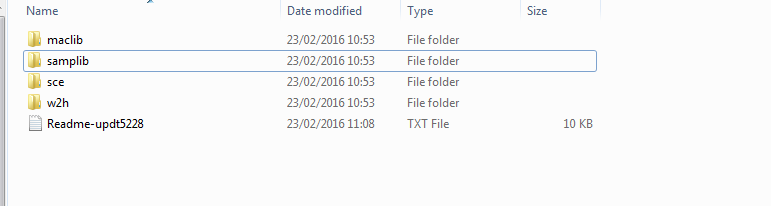 Name Date modified Type Size
maclib 23/02/2016 10:53 File folder
samplib 23/02/2016 10:53 File folder
sce 23/02/2016 10:53 File folder
w2h 23/02/2016 10:53 File folder
Readme-updt5228 23/02/2016 11:08 TXT File 10 KB